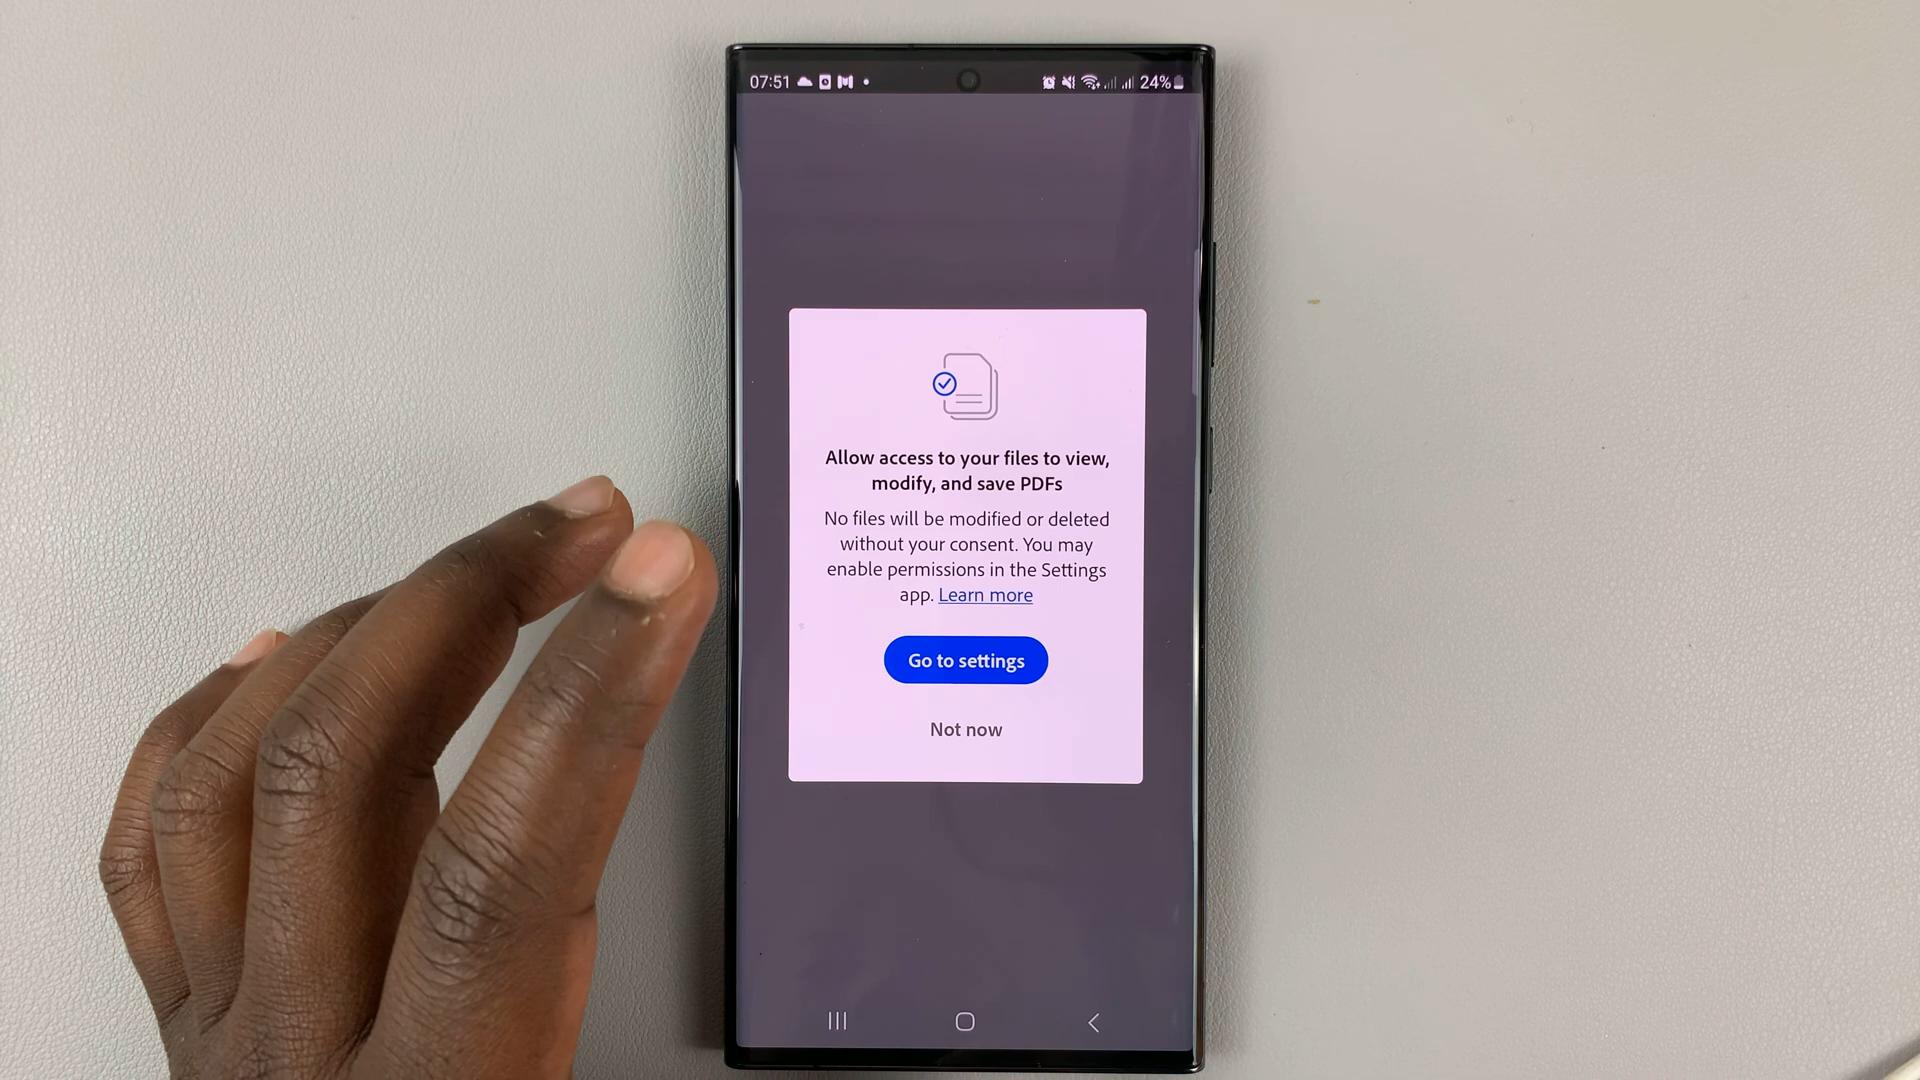 07:51
24%
Allow access to your files to view,
modify, and save PDFs
No files will be modified or deleted
without your consent. You may
enable permissions in the Settings
app. Learn more
Go to settings
Not now